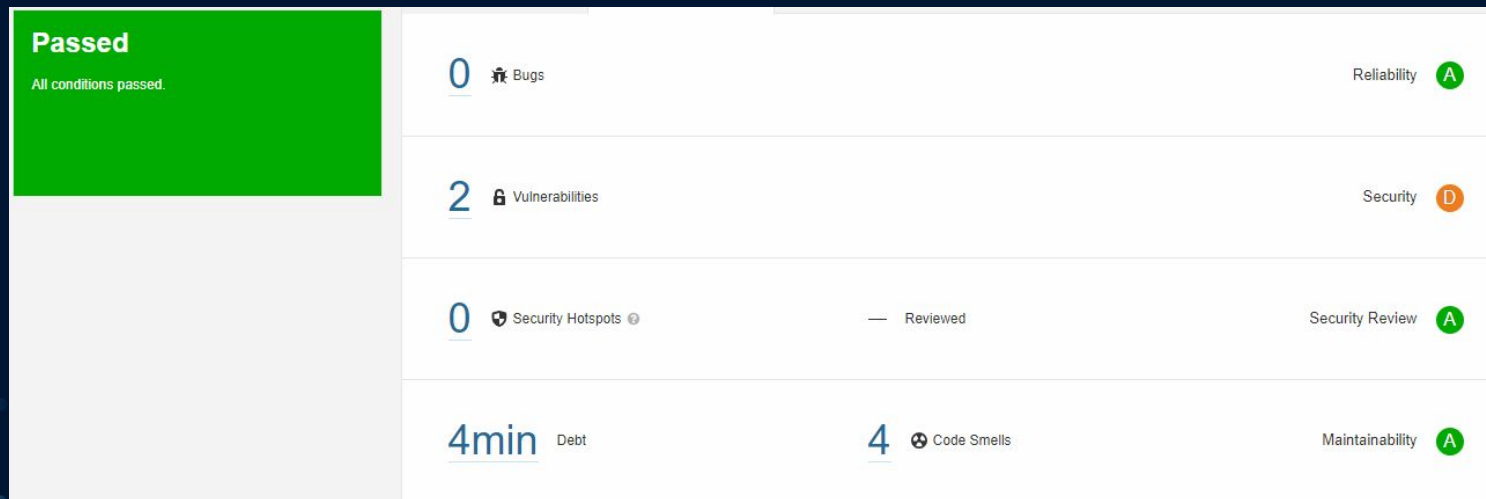 Passed
All conditions passed.
0 Bugs Reliability A
2 Vulnerabilities Security D
0 Security Hotspots ? — Reviewed Security Review A
4min Debt 4 Code Smells Maintainability A